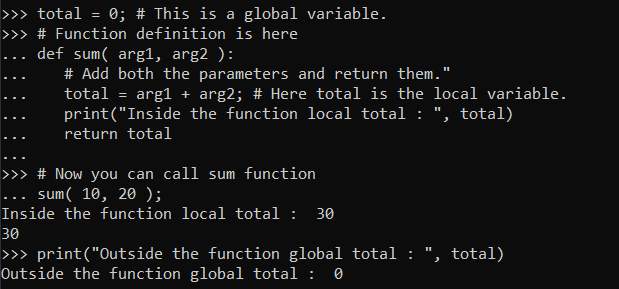 >>> total = 0; # This is a global variable.
>>> # Function definition is here
... def sum( arg1, arg2 ):
...    # Add both the parameters and return them."
...    total = arg1 + arg2; # Here total is the local variable.
...    print("Inside the function local total : ", total)
...    return total
...
>>> # Now you can call sum function
... sum( 10, 20 );
Inside the function local total :  30
30
>>> print("Outside the function global total : ", total)
Outside the function global total :  0